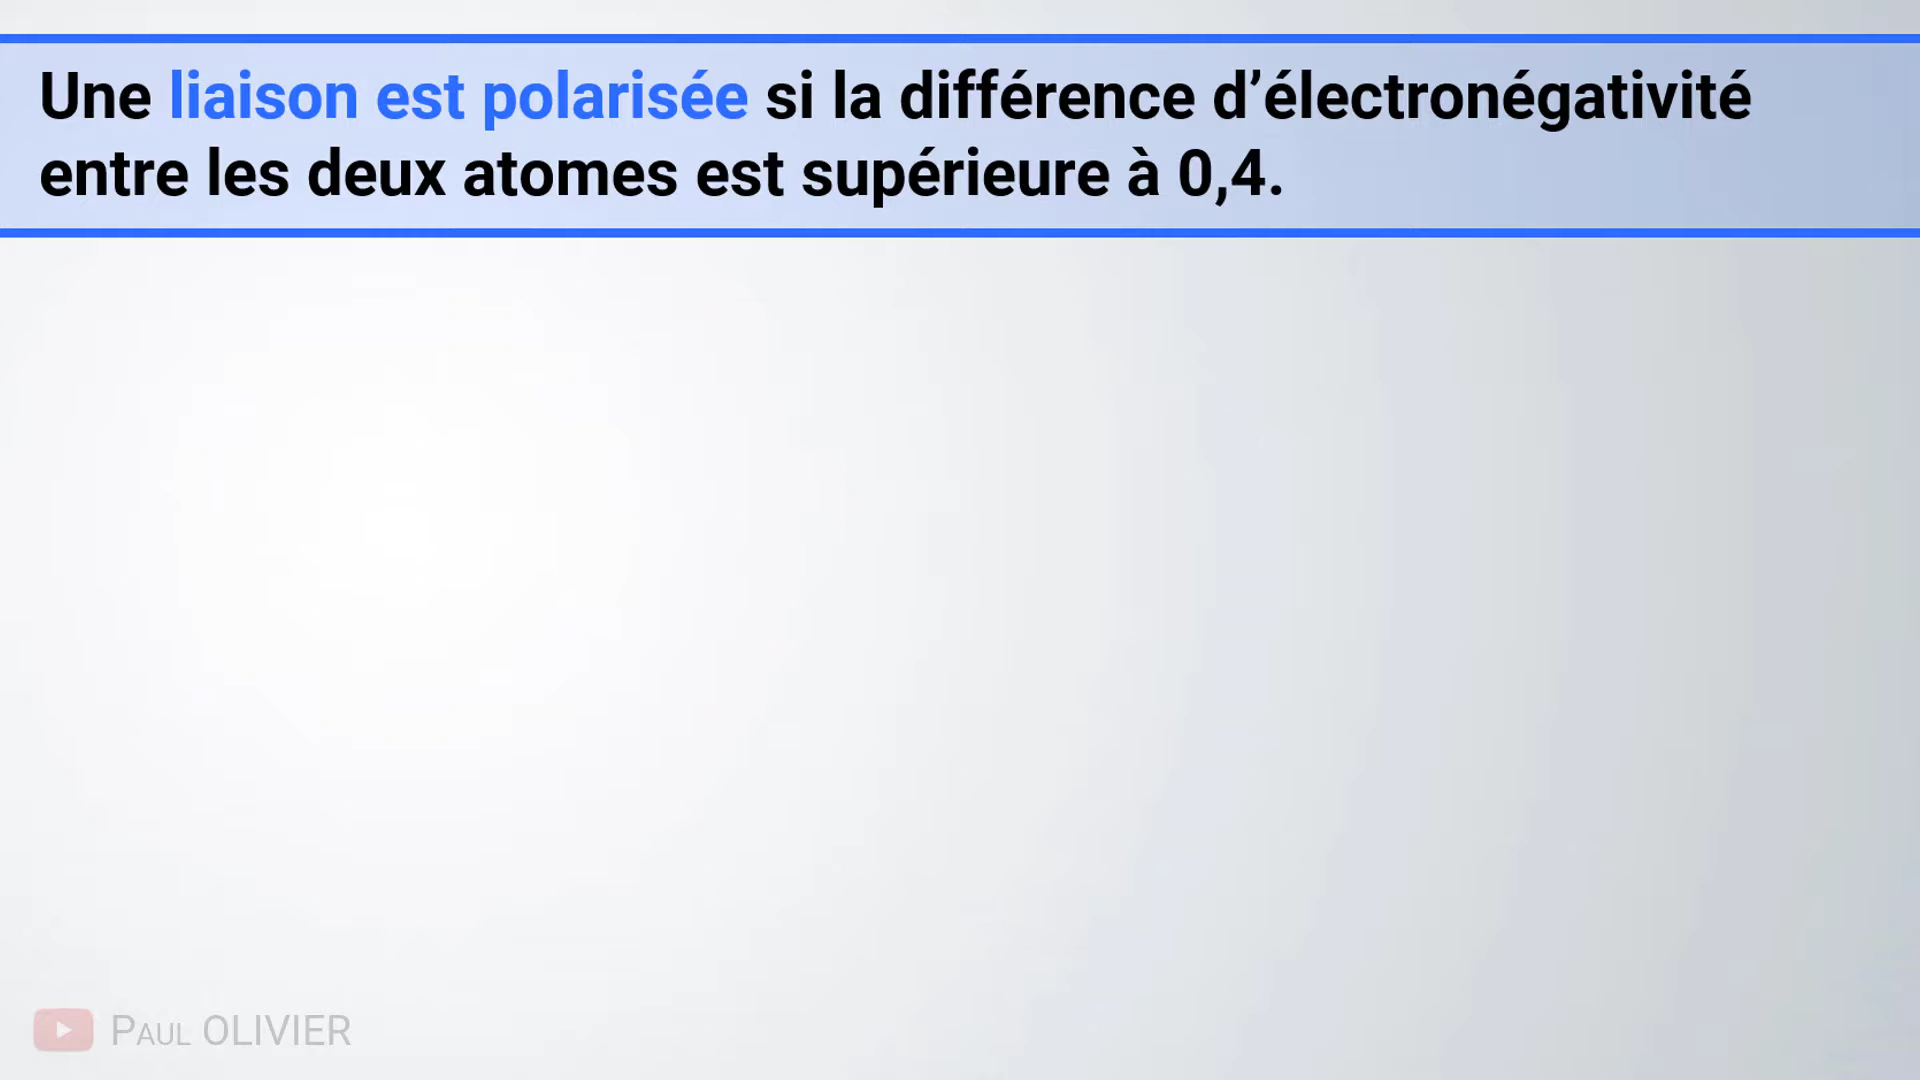 Une liaison est polarisée si la différence d’électronégativité
entre les deux atomes est supérieure à 0,4.
PAUL OLIVIER